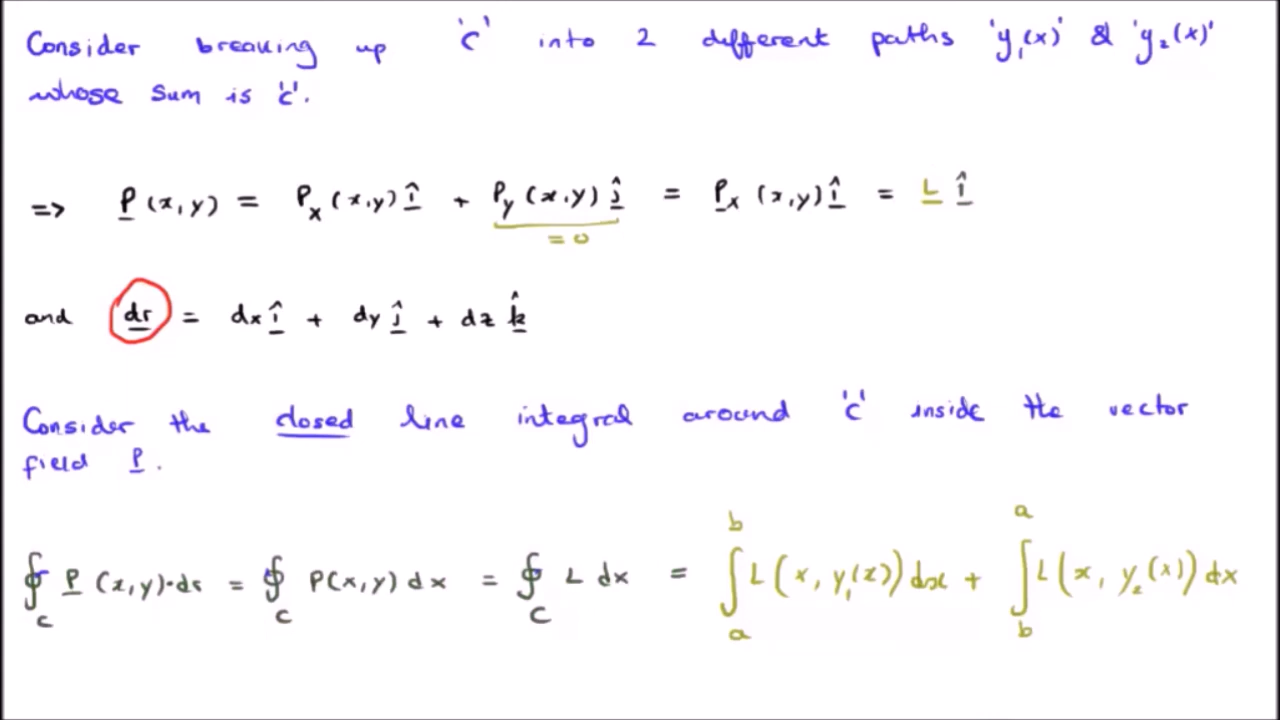 Consider breaking up 'c' into 2 different paths 'y₁(x)' & 'y₂(x)'
whose sum is 'c'.
=> P (x,y) = Pₓ (x,y) î + P_y (x,y) ĵ = Pₓ (x,y) î = L î
= 0
and dr = dx î + dy ĵ + dz k̂
Consider the closed line integral around 'c' inside the vector
field P.
∮_C P (x,y)·dr = ∮_C P(x,y) dx = ∮_C L dx = ∫_a^b L(x, y₁(x)) dx + ∫_b^a L(x, y₂(x)) dx